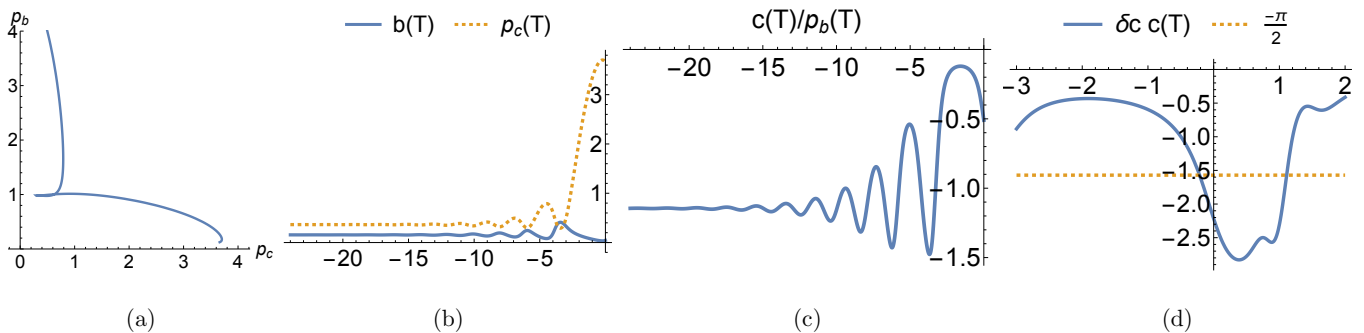 p_b
4
3
2
1
0
0 1 2 3 4 p_c
(a)
b(T) p_c(T)
3
2
1
-20 -15 -10 -5
(b)
c(T)/p_b(T)
-20 -15 -10 -5
-0.5
-1.0
-1.5
(c)
δc c(T) -π/2
-3 -2 -1 1 2
-0.5
-1.0
-1.5
-2.0
-2.5
(d)